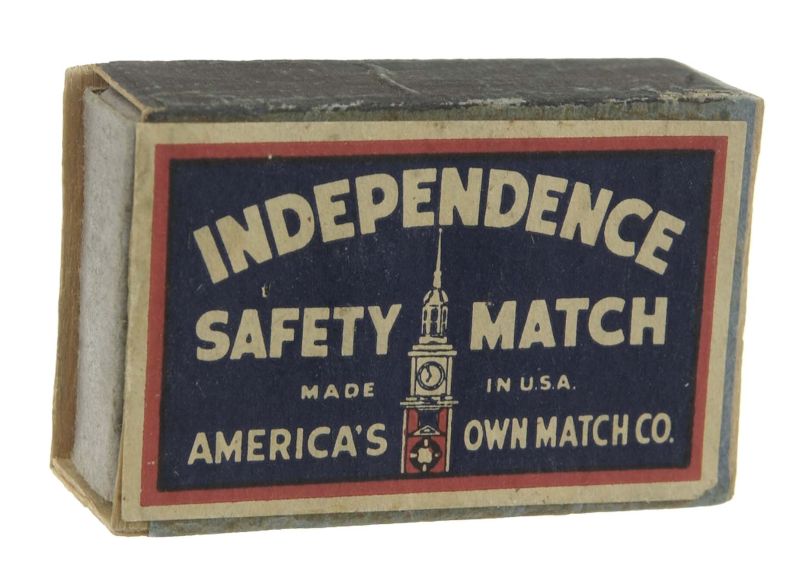 INDEPENDENCE
SAFETY MATCH
MADE IN U.S.A.
AMERICA'S OWN MATCH CO.